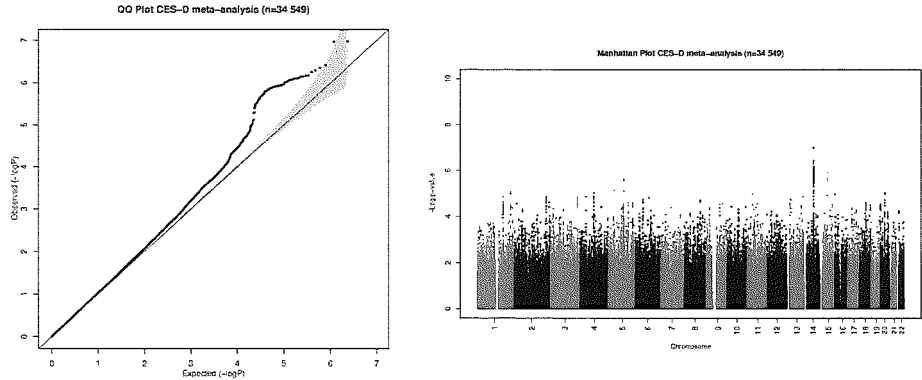 QQ Plot CES-D meta-analysis (n=34 549)
Observed (-logP)
7
6
5
4
3
2
1
0
0 1 2 3 4 5 6 7
Expected (-logP)
Manhattan Plot CES-D meta-analysis (n=34 549)
10
8
6
4
2
0
1 2 3 4 5 6 7 8 9 10 11 12 13 14 15 16 17 18 19 20 21 22
Chromosome